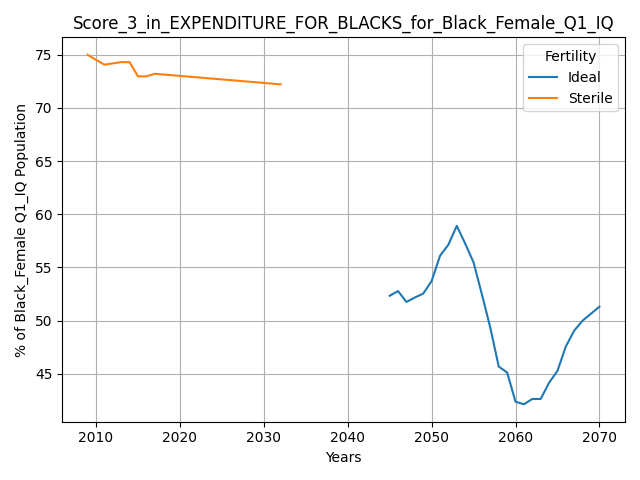 Score_3_in_EXPENDITURE_FOR_BLACKS_for_Black_Female_Q1_IQ
Fertility
Ideal
Sterile
% of Black_Female Q1_IQ Population
75
70
65
60
55
50
45
2010
2020
2030
2040
2050
2060
2070
Years